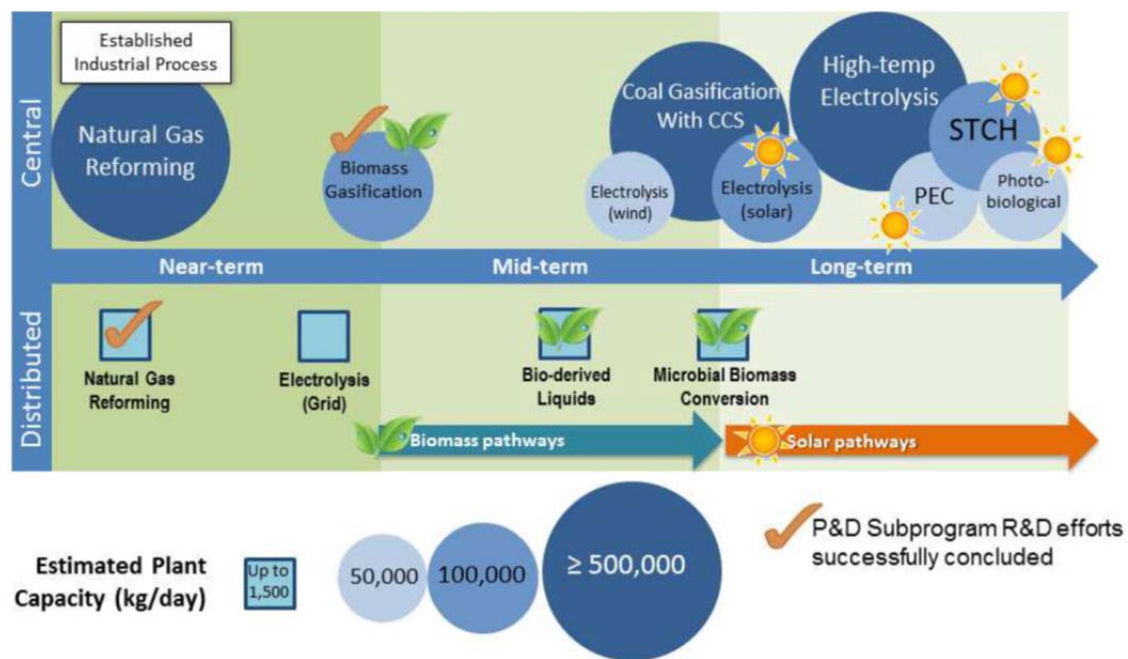 Established
Industrial Process
Central
Natural Gas
Reforming
Biomass
Gasification
Coal Gasification
With CCS
Electrolysis
(wind)
Electrolysis
(solar)
High-temp
Electrolysis
STCH
PEC
Photo-
biological
Near-term
Mid-term
Long-term
Distributed
Natural Gas
Reforming
Electrolysis
(Grid)
Bio-derived
Liquids
Microbial Biomass
Conversion
Biomass pathways
Solar pathways
Estimated Plant
Capacity (kg/day)
Up to
1,500
50,000
100,000
≥ 500,000
P&D Subprogram R&D efforts
successfully concluded